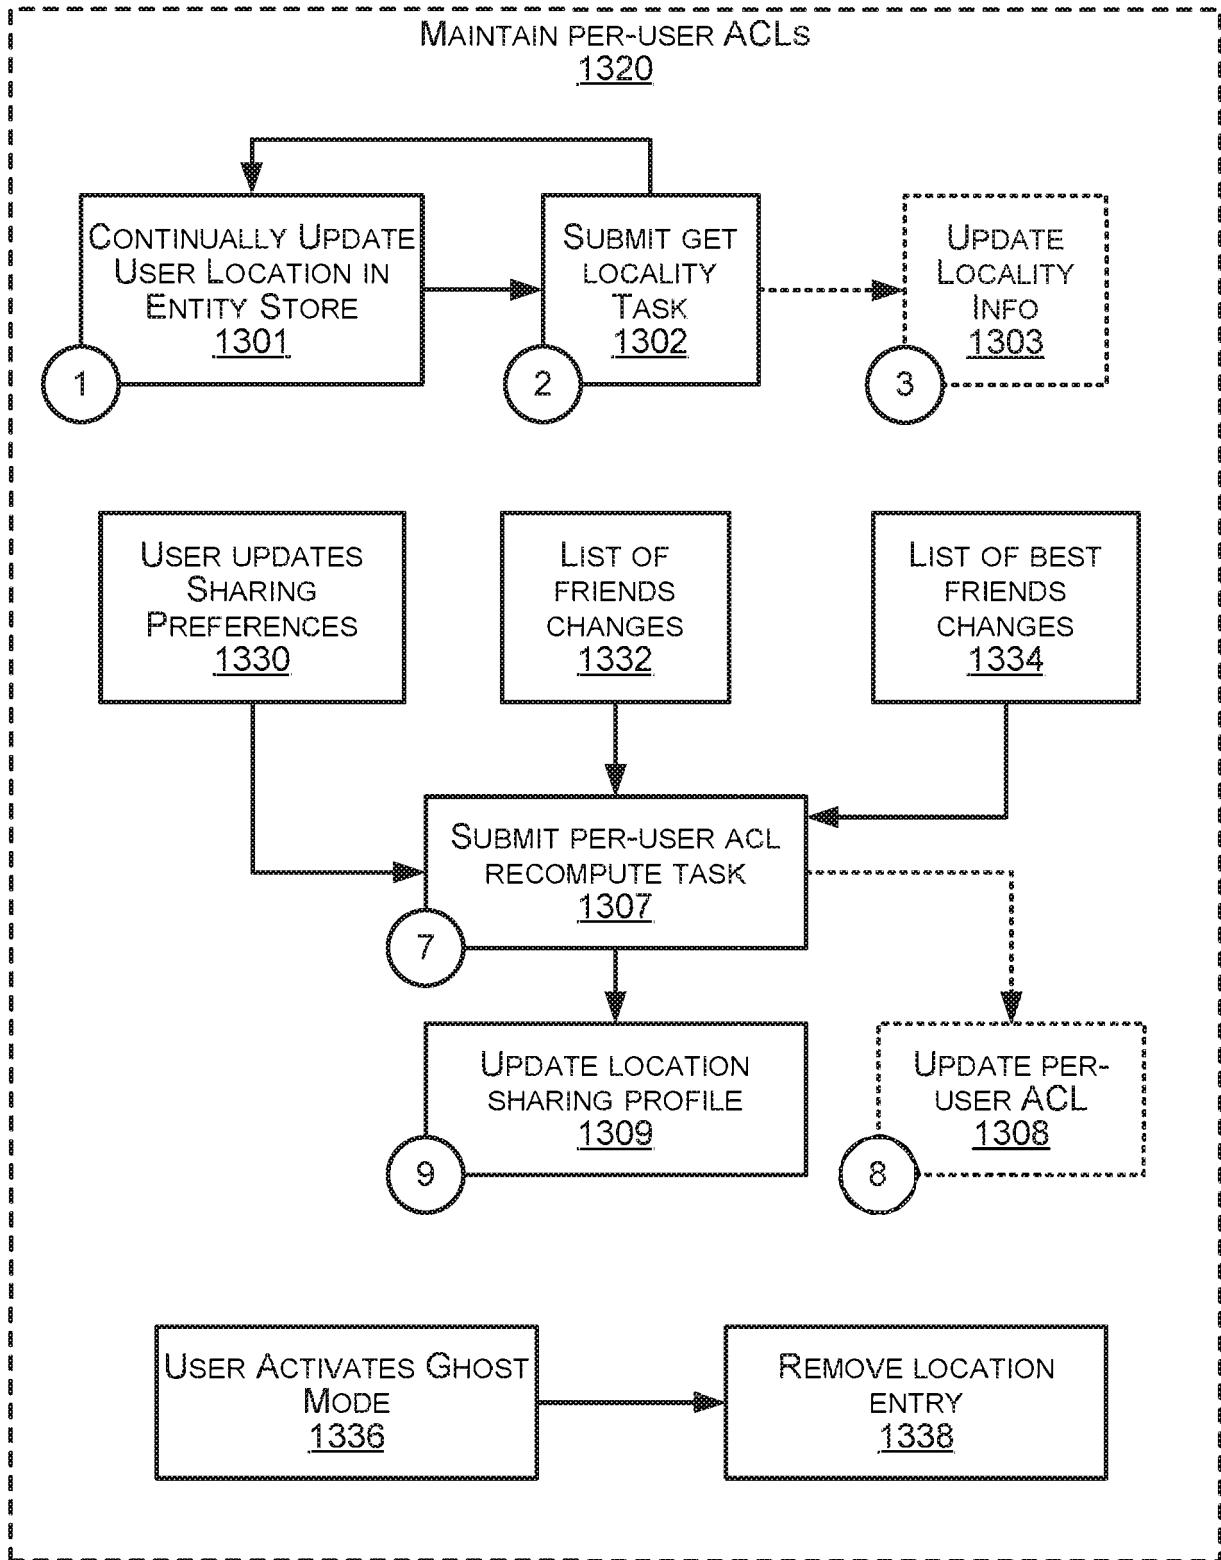 MAINTAIN PER-USER ACLS
1320
CONTINUALLY UPDATE
USER LOCATION IN
ENTITY STORE
1301
1
SUBMIT GET
LOCALITY
TASK
1302
2
UPDATE
LOCALITY
INFO
1303
3
USER UPDATES
SHARING
PREFERENCES
1330
LIST OF
FRIENDS
CHANGES
1332
LIST OF BEST
FRIENDS
CHANGES
1334
SUBMIT PER-USER ACL
RECOMPUTE TASK
1307
7
UPDATE LOCATION
SHARING PROFILE
1309
9
UPDATE PER-
USER ACL
1308
8
USER ACTIVATES GHOST
MODE
1336
REMOVE LOCATION
ENTRY
1338